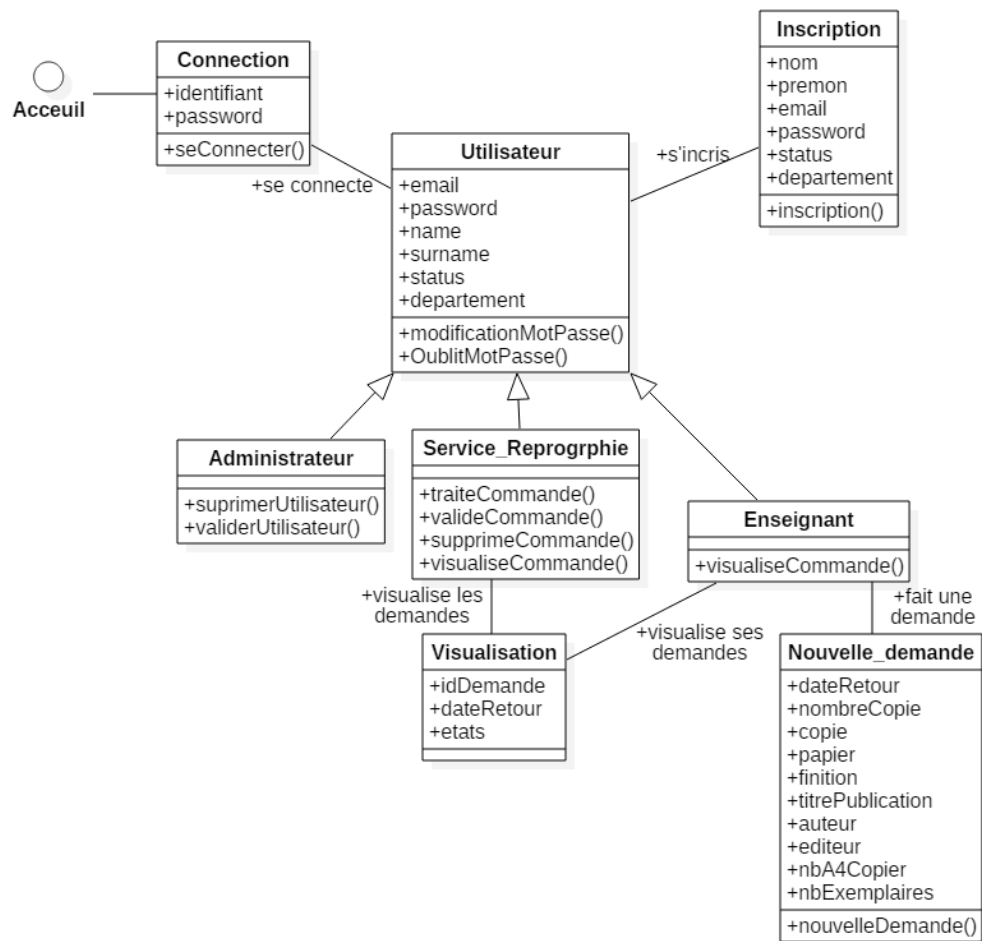 Acceuil
Connection
+identifiant
+password
+seConnecter()
+se connecte
Utilisateur
+email
+password
+name
+surname
+status
+departement
+modificationMotPasse()
+OublitMotPasse()
+s'incris
Inscription
+nom
+premon
+email
+password
+status
+departement
+inscription()
Administrateur
+suprimerUtilisateur()
+validerUtilisateur()
Service_Reprogrphie
+traiteCommande()
+valideCommande()
+supprimeCommande()
+visualiseCommande()
Enseignant
+visualiseCommande()
+visualise les
demandes
+visualise ses
demandes
+fait une
demande
Visualisation
+idDemande
+dateRetour
+etats
Nouvelle_demande
+dateRetour
+nombreCopie
+copie
+papier
+finition
+titrePublication
+auteur
+editeur
+nbA4Copier
+nbExemplaires
+nouvelleDemande()